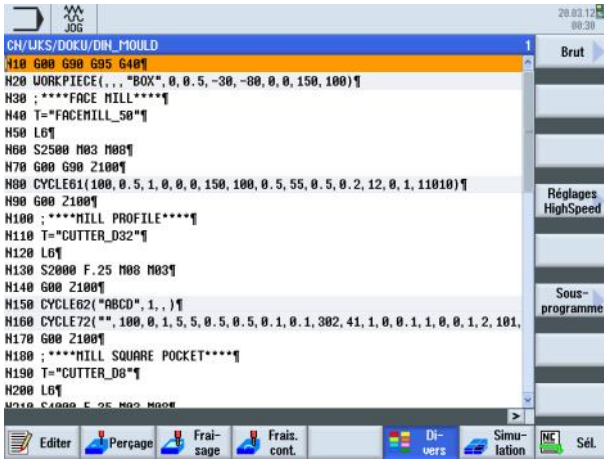 JOG
28.03.12
00:30
CN/WKS/DOKU/DIN_MOULD 1
N10 G00 G90 G95 G40¶
N20 WORKPIECE(,,,"BOX",0,0.5,-30,-80,0,0,150,100)¶
N30 ;****FACE MILL****¶
N40 T="FACEMILL_50"¶
N50 L6¶
N60 S2500 M03 M08¶
N70 G00 G90 Z100¶
N80 CYCLE61(100,0.5,1,0,0,0,150,100,0.5,55,0.5,0.2,12,0,1,11010)¶
N90 G00 Z100¶
N100 ;****MILL PROFILE****¶
N110 T="CUTTER_D32"¶
N120 L6¶
N130 S2000 F.25 M08 M03¶
N140 G00 Z100¶
N150 CYCLE62("ABCD",1,,)¶
N160 CYCLE72("",100,0,1,5,5,0.5,0.5,0.1,0.1,302,41,1,0,0.1,1,0,0,1,2,101,
N170 G00 Z100¶
N180 ;****MILL SQUARE POCKET****¶
N190 T="CUTTER_D8"¶
N200 L6¶
N210 S4000 F.25 M03 M08¶
Brut
Réglages
HighSpeed
Sous-
programme
Editer
Perçage
Frai-
sage
Frais.
cont.
Di-
vers
Simu-
lation
NC
Sél.